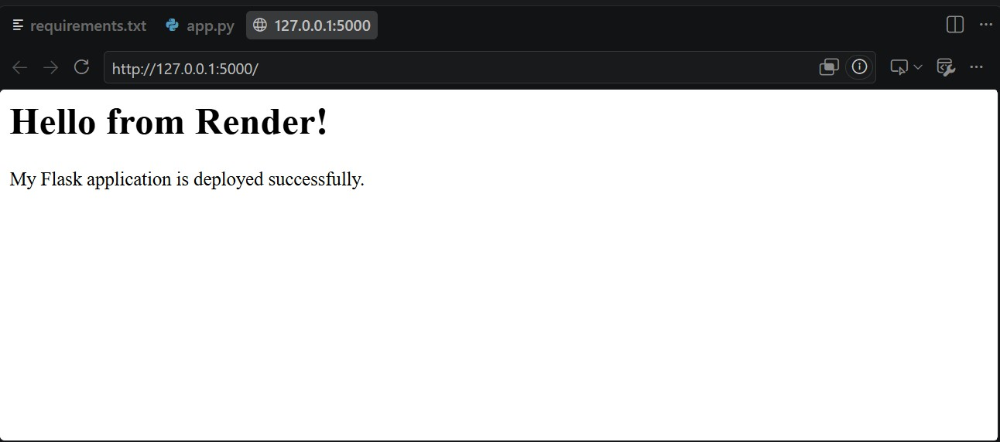 requirements.txt app.py 127.0.0.1:5000
http://127.0.0.1:5000/
Hello from Render!
My Flask application is deployed successfully.